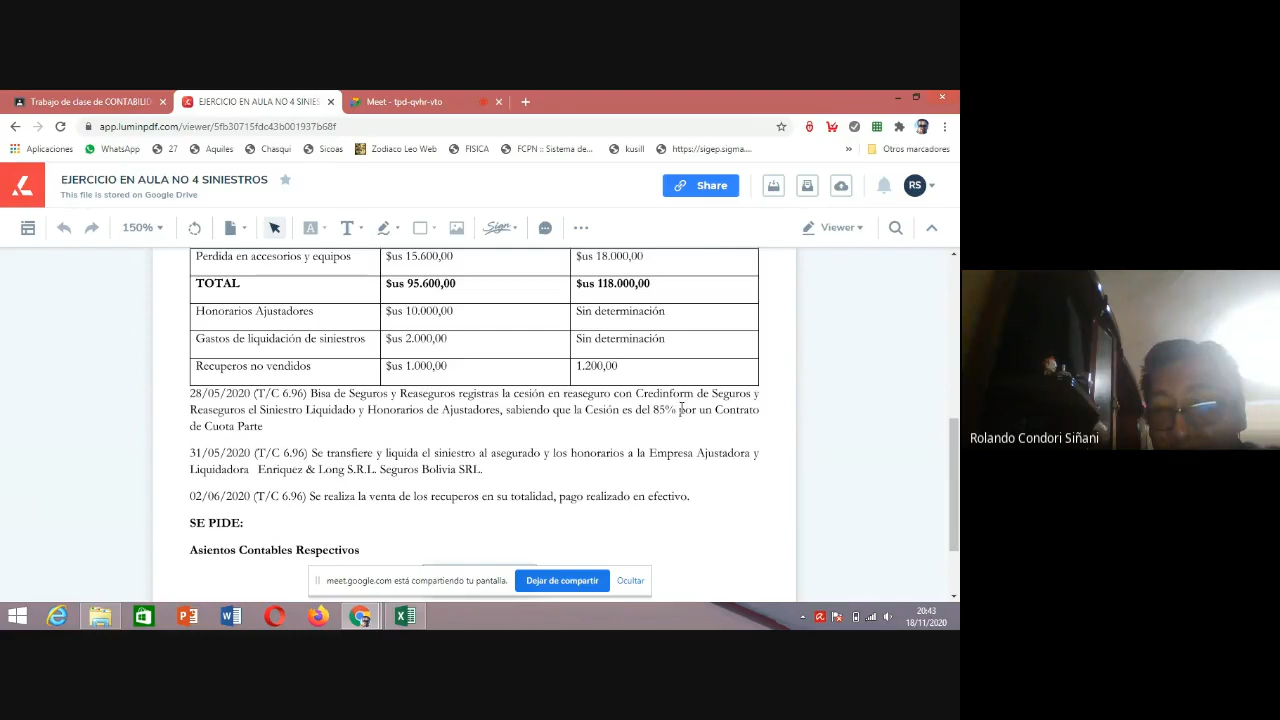 Trabajo de clase de CONTABILID
EJERCICIO EN AULA NO 4 SINIES
Meet - tpd-qvhr-vto
app.luminpdf.com/viewer/5fb30715fdc43b001937b68f
Aplicaciones WhatsApp 27 Aquiles Chasqui Sicoas Zodiaco Leo Web FISICA FCPN :: Sistema de... kusill https://sigep.sigma.... » Otros marcadores
EJERCICIO EN AULA NO 4 SINIESTROS
This file is stored on Google Drive
Share
RS
150%
A T Sign
Viewer
Perdida en accesorios y equipos $us 15.600,00 $us 18.000,00
TOTAL $us 95.600,00 $us 118.000,00
Honorarios Ajustadores $us 10.000,00 Sin determinación
Gastos de liquidación de siniestros $us 2.000,00 Sin determinación
Recuperos no vendidos $us 1.000,00 1.200,00
28/05/2020 (T/C 6.96) Bisa de Seguros y Reaseguros registras la cesión en reaseguro con Credinform de Seguros y
Reaseguros el Siniestro Liquidado y Honorarios de Ajustadores, sabiendo que la Cesión es del 85% por un Contrato
de Cuota Parte
31/05/2020 (T/C 6.96) Se transfiere y liquida el siniestro al asegurado y los honorarios a la Empresa Ajustadora y
Liquidadora Enriquez & Long S.R.L. Seguros Bolivia SRL.
02/06/2020 (T/C 6.96) Se realiza la venta de los recuperos en su totalidad, pago realizado en efectivo.
SE PIDE:
Asientos Contables Respectivos
meet.google.com está compartiendo tu pantalla.
Dejar de compartir
Ocultar
20:43
18/11/2020
Rolando Condori Siñani